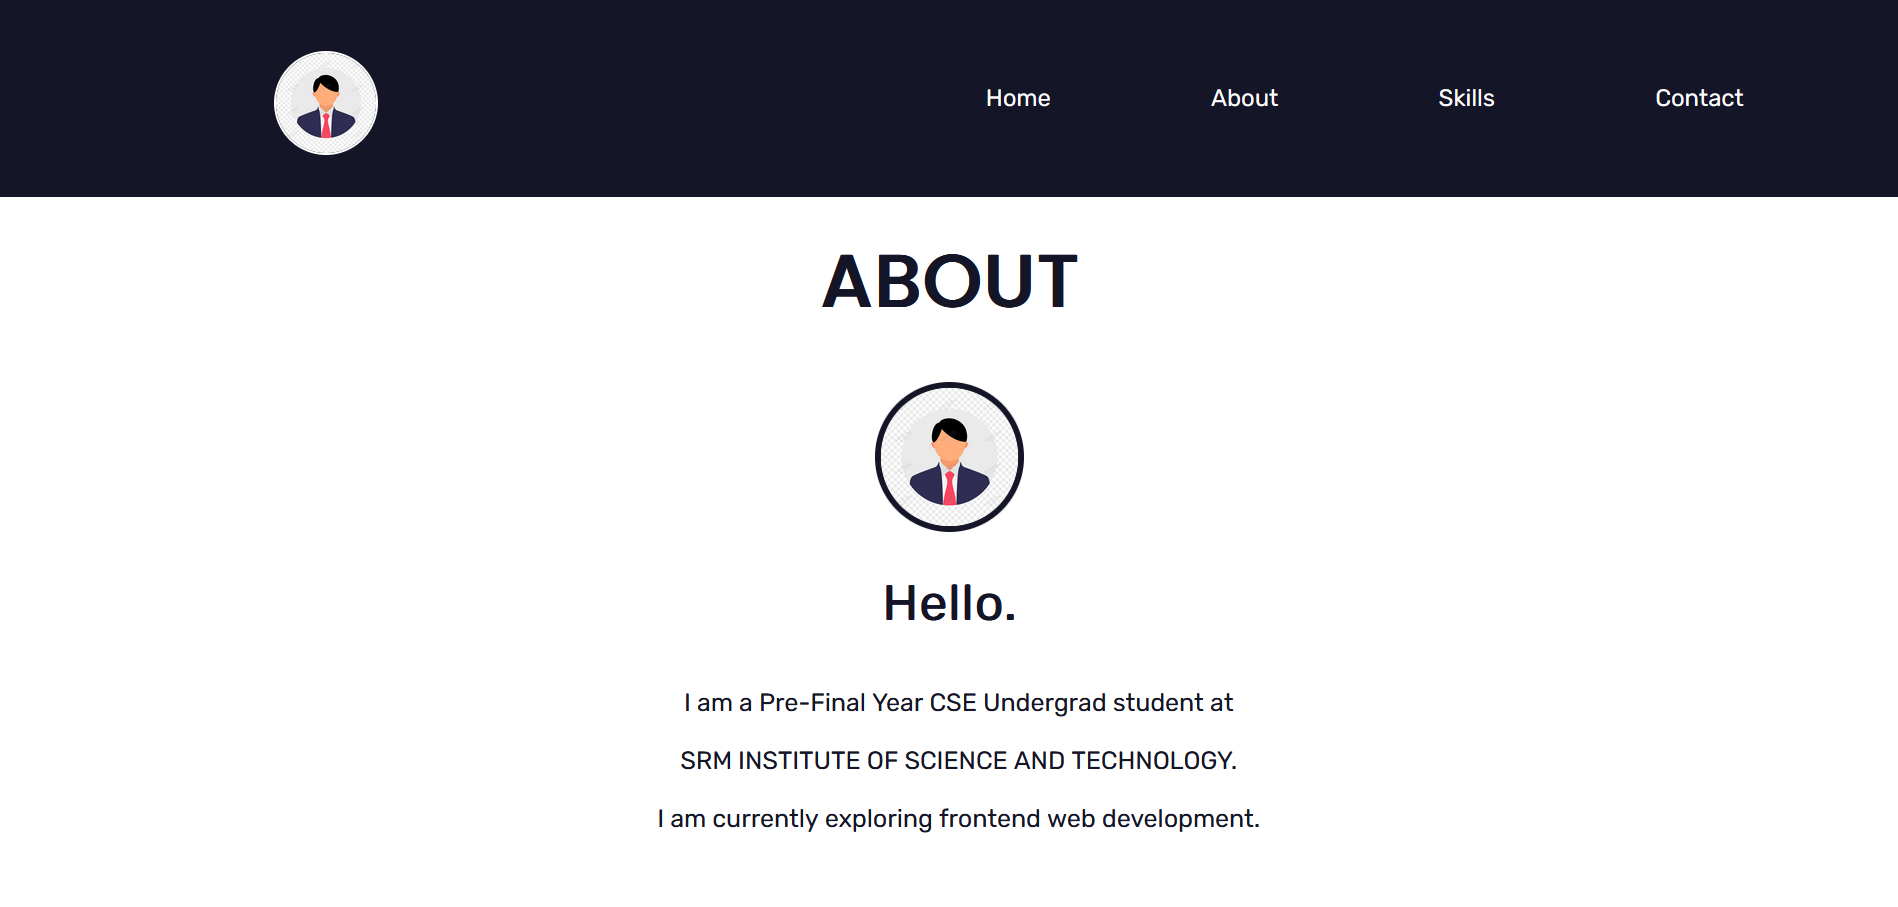 Home About Skills Contact
ABOUT
Hello.
I am a Pre-Final Year CSE Undergrad student at
SRM INSTITUTE OF SCIENCE AND TECHNOLOGY.
I am currently exploring frontend web development.